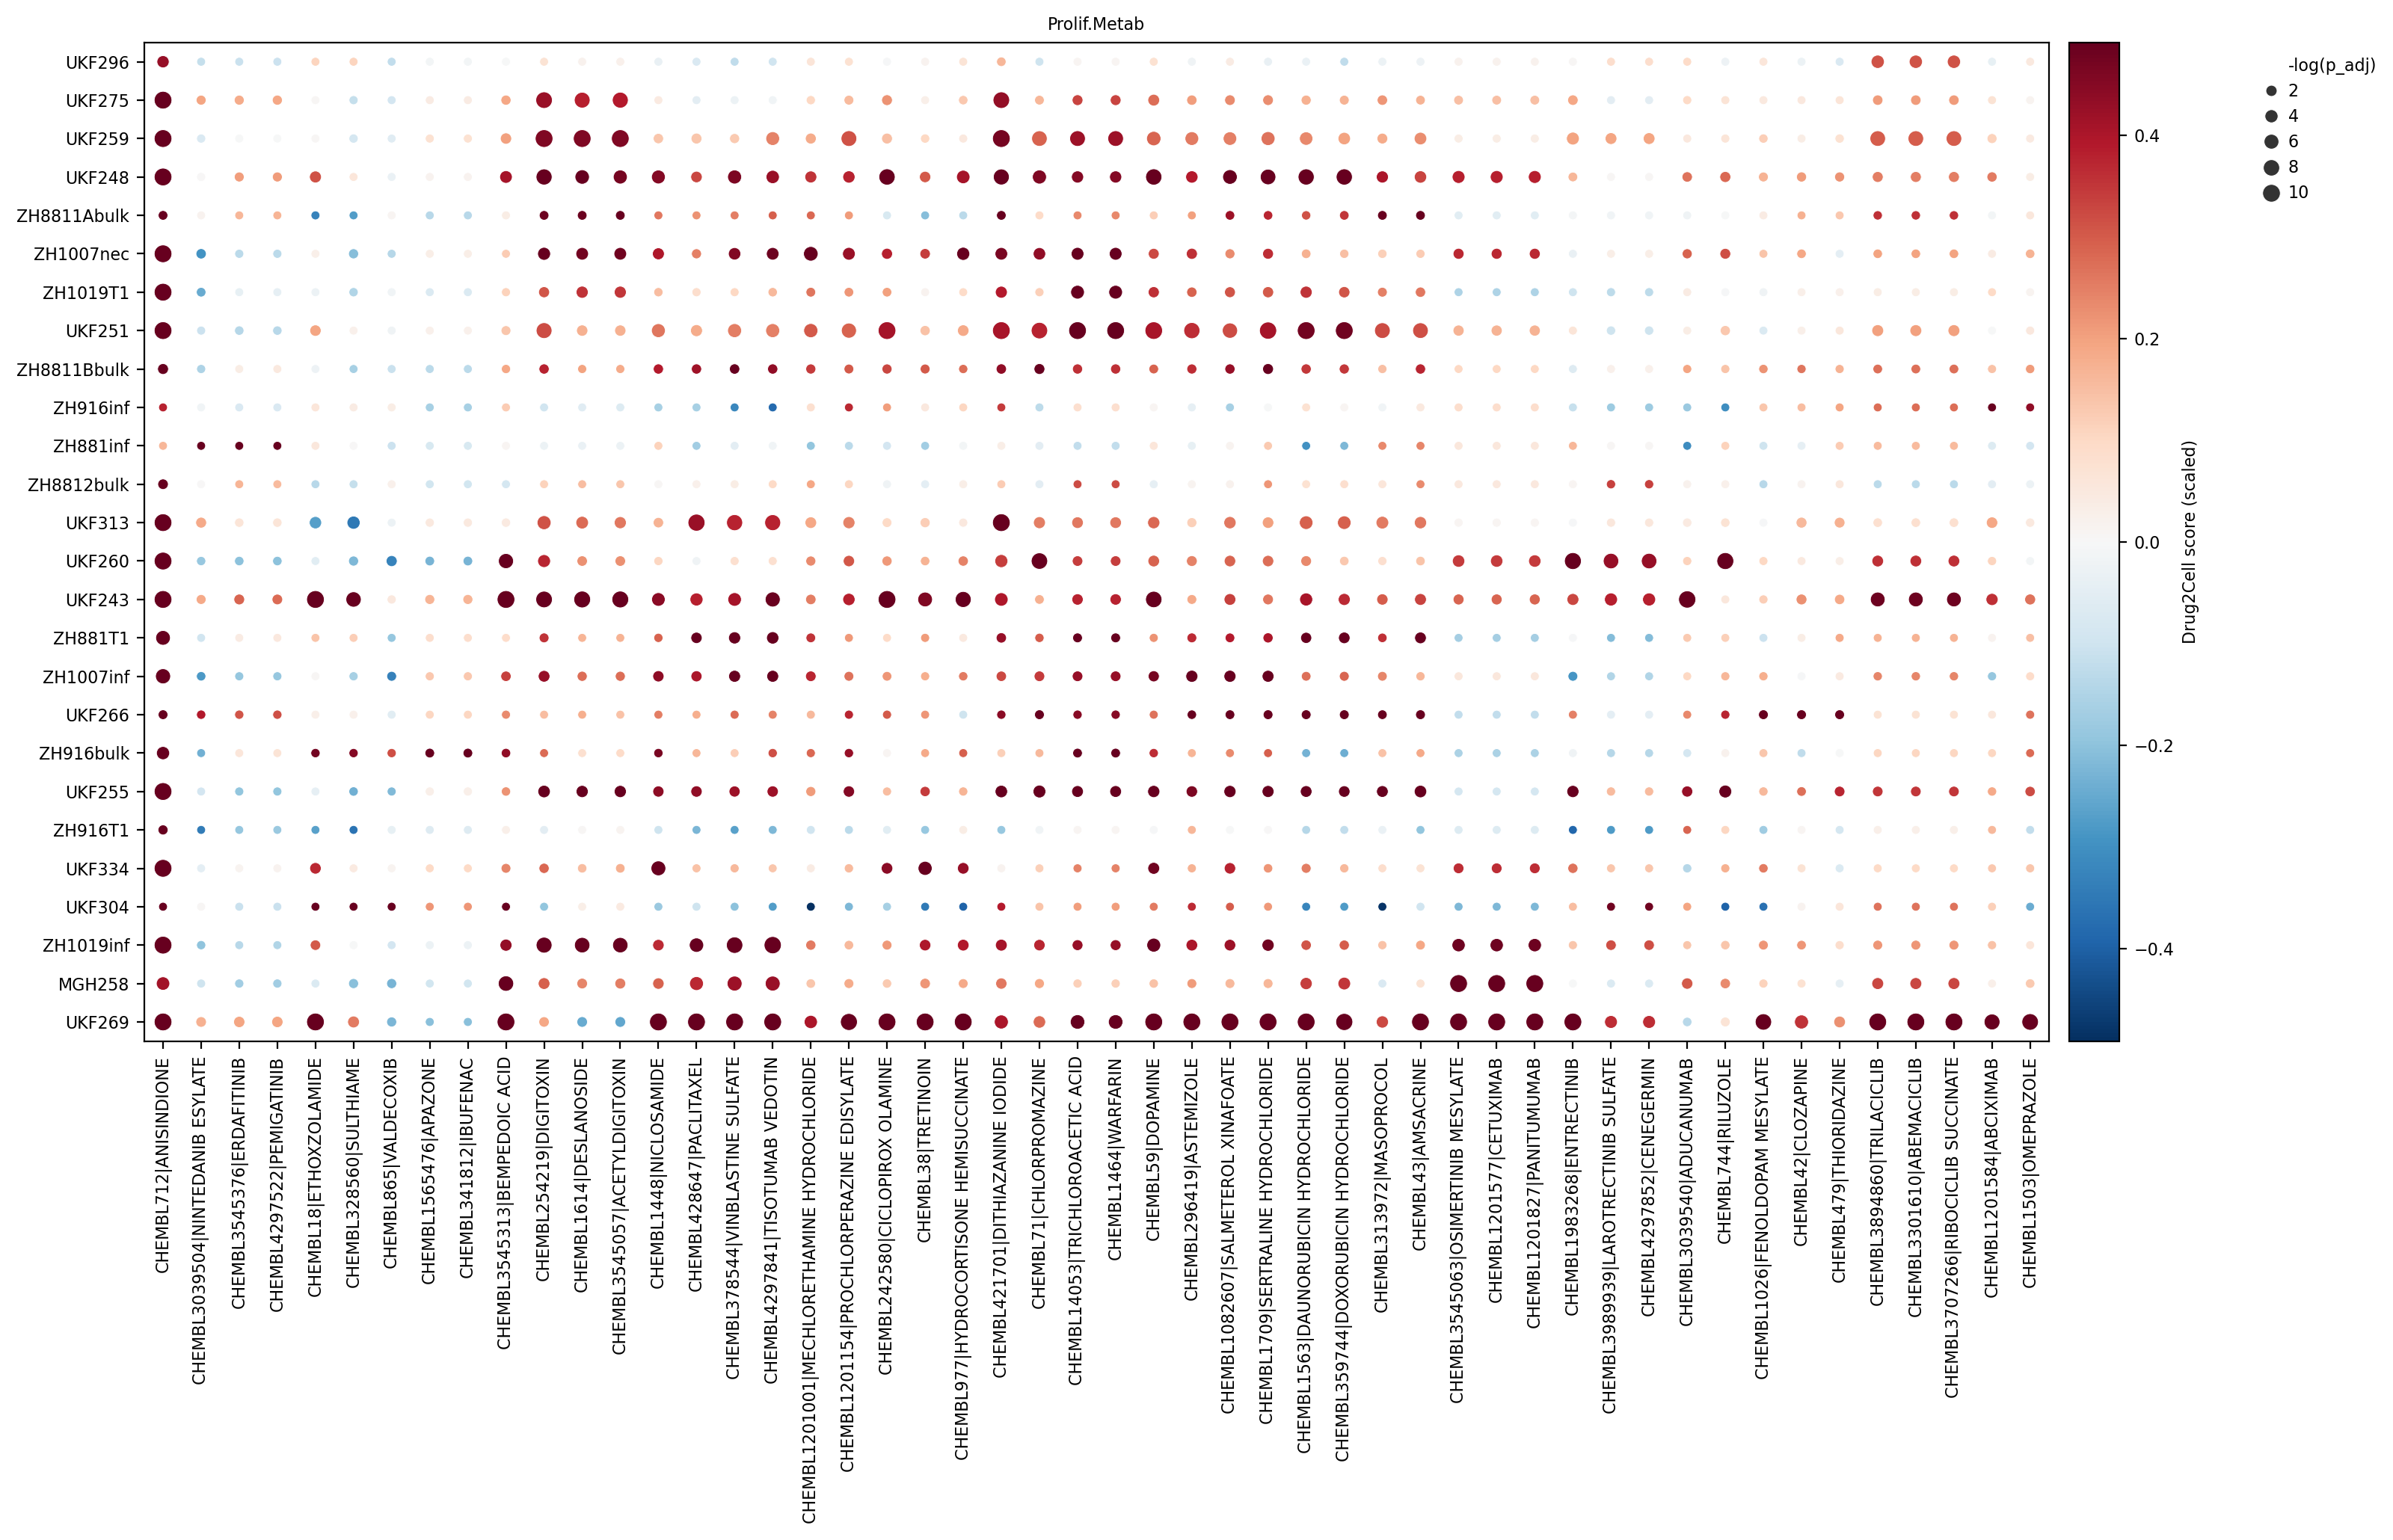 Prolif.Metab
UKF296
UKF275
UKF259
UKF248
ZH8811Abulk
ZH1007nec
ZH1019T1
UKF251
ZH8811Bbulk
ZH916inf
ZH881inf
ZH8812bulk
UKF313
UKF260
UKF243
ZH881T1
ZH1007inf
UKF266
ZH916bulk
UKF255
ZH916T1
UKF334
UKF304
ZH1019inf
MGH258
UKF269
CHEMBL712|ANISINDIONE
CHEMBL3039504|NINTEDANIB ESYLATE
CHEMBL3545376|ERDAFITINIB
CHEMBL4297522|PEMIGATINIB
CHEMBL18|ETHOXZOLAMIDE
CHEMBL328560|SULTHIAME
CHEMBL865|VALDECOXIB
CHEMBL1565476|APAZONE
CHEMBL341812|IBUFENAC
CHEMBL3545313|BEMPEDOIC ACID
CHEMBL254219|DIGITOXIN
CHEMBL1614|DESLANOSIDE
CHEMBL3545057|ACETYLDIGITOXIN
CHEMBL1448|NICLOSAMIDE
CHEMBL428647|PACLITAXEL
CHEMBL378544|VINBLASTINE SULFATE
CHEMBL4297841|TISOTUMAB VEDOTIN
CHEMBL1201001|MECHLORETHAMINE HYDROCHLORIDE
CHEMBL1201154|PROCHLORPERAZINE EDISYLATE
CHEMBL242580|CICLOPIROX OLAMINE
CHEMBL38|TRETINOIN
CHEMBL977|HYDROCORTISONE HEMISUCCINATE
CHEMBL421701|DITHIAZANINE IODIDE
CHEMBL71|CHLORPROMAZINE
CHEMBL14053|TRICHLOROACETIC ACID
CHEMBL1464|WARFARIN
CHEMBL59|DOPAMINE
CHEMBL296419|ASTEMIZOLE
CHEMBL1082607|SALMETEROL XINAFOATE
CHEMBL1709|SERTRALINE HYDROCHLORIDE
CHEMBL1563|DAUNORUBICIN HYDROCHLORIDE
CHEMBL359744|DOXORUBICIN HYDROCHLORIDE
CHEMBL313972|MASOPROCOL
CHEMBL43|AMSACRINE
CHEMBL3545063|OSIMERTINIB MESYLATE
CHEMBL1201577|CETUXIMAB
CHEMBL1201827|PANITUMUMAB
CHEMBL1983268|ENTRECTINIB
CHEMBL3989939|LAROTRECTINIB SULFATE
CHEMBL4297852|CENEGERMIN
CHEMBL3039540|ADUCANUMAB
CHEMBL744|RILUZOLE
CHEMBL1026|FENOLDOPAM MESYLATE
CHEMBL42|CLOZAPINE
CHEMBL479|THIORIDAZINE
CHEMBL3894860|TRILACICLIB
CHEMBL3301610|ABEMACICLIB
CHEMBL3707266|RIBOCICLIB SUCCINATE
CHEMBL1201584|ABCIXIMAB
CHEMBL1503|OMEPRAZOLE
0.4
0.2
0.0
−0.2
−0.4
Drug2Cell score (scaled)
-log(p_adj)
2
4
6
8
10